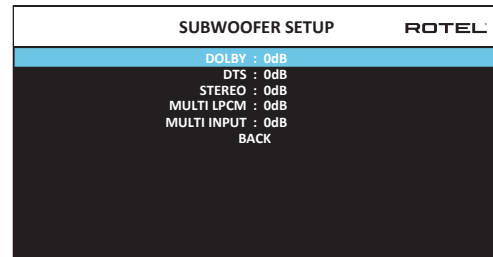 SUBWOOFER SETUP
ROTEL
DOLBY : 0dB
DTS : 0dB
STEREO : 0dB
MULTI LPCM : 0dB
MULTI INPUT : 0dB
BACK